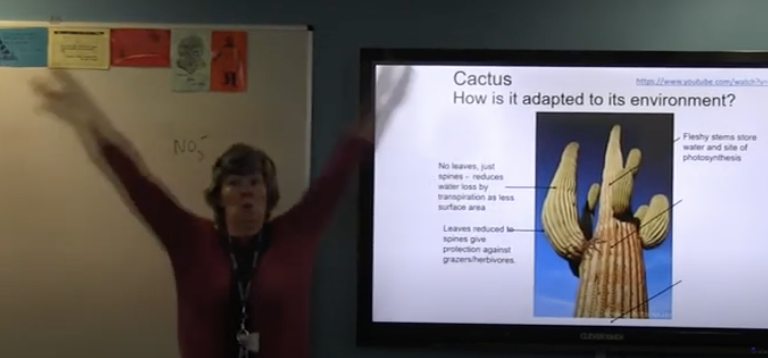 NO3-
Cactus
https://www.youtube.com/watch?v=
How is it adapted to its environment?
Fleshy stems store
water and site of
photosynthesis
No leaves, just
spines - reduces
water loss by
transpiration as less
surface area
Leaves reduced to
spines give
protection against
grazers/herbivores.
CLEVERTOUCH